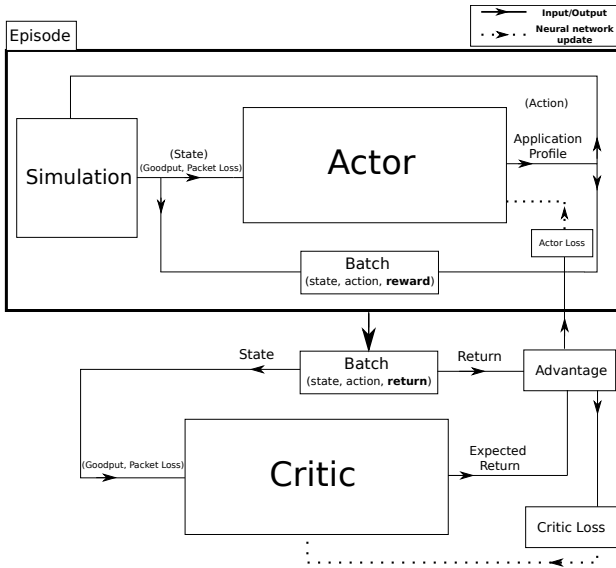 Input/Output
Neural network
update
Episode
(Action)
Simulation
(State)
(Goodput, Packet Loss)
Actor
Application
Profile
Actor Loss
Batch
(state, action, reward)
State
Batch
(state, action, return)
Return
Advantage
(Goodput, Packet Loss)
Critic
Expected
Return
Critic Loss